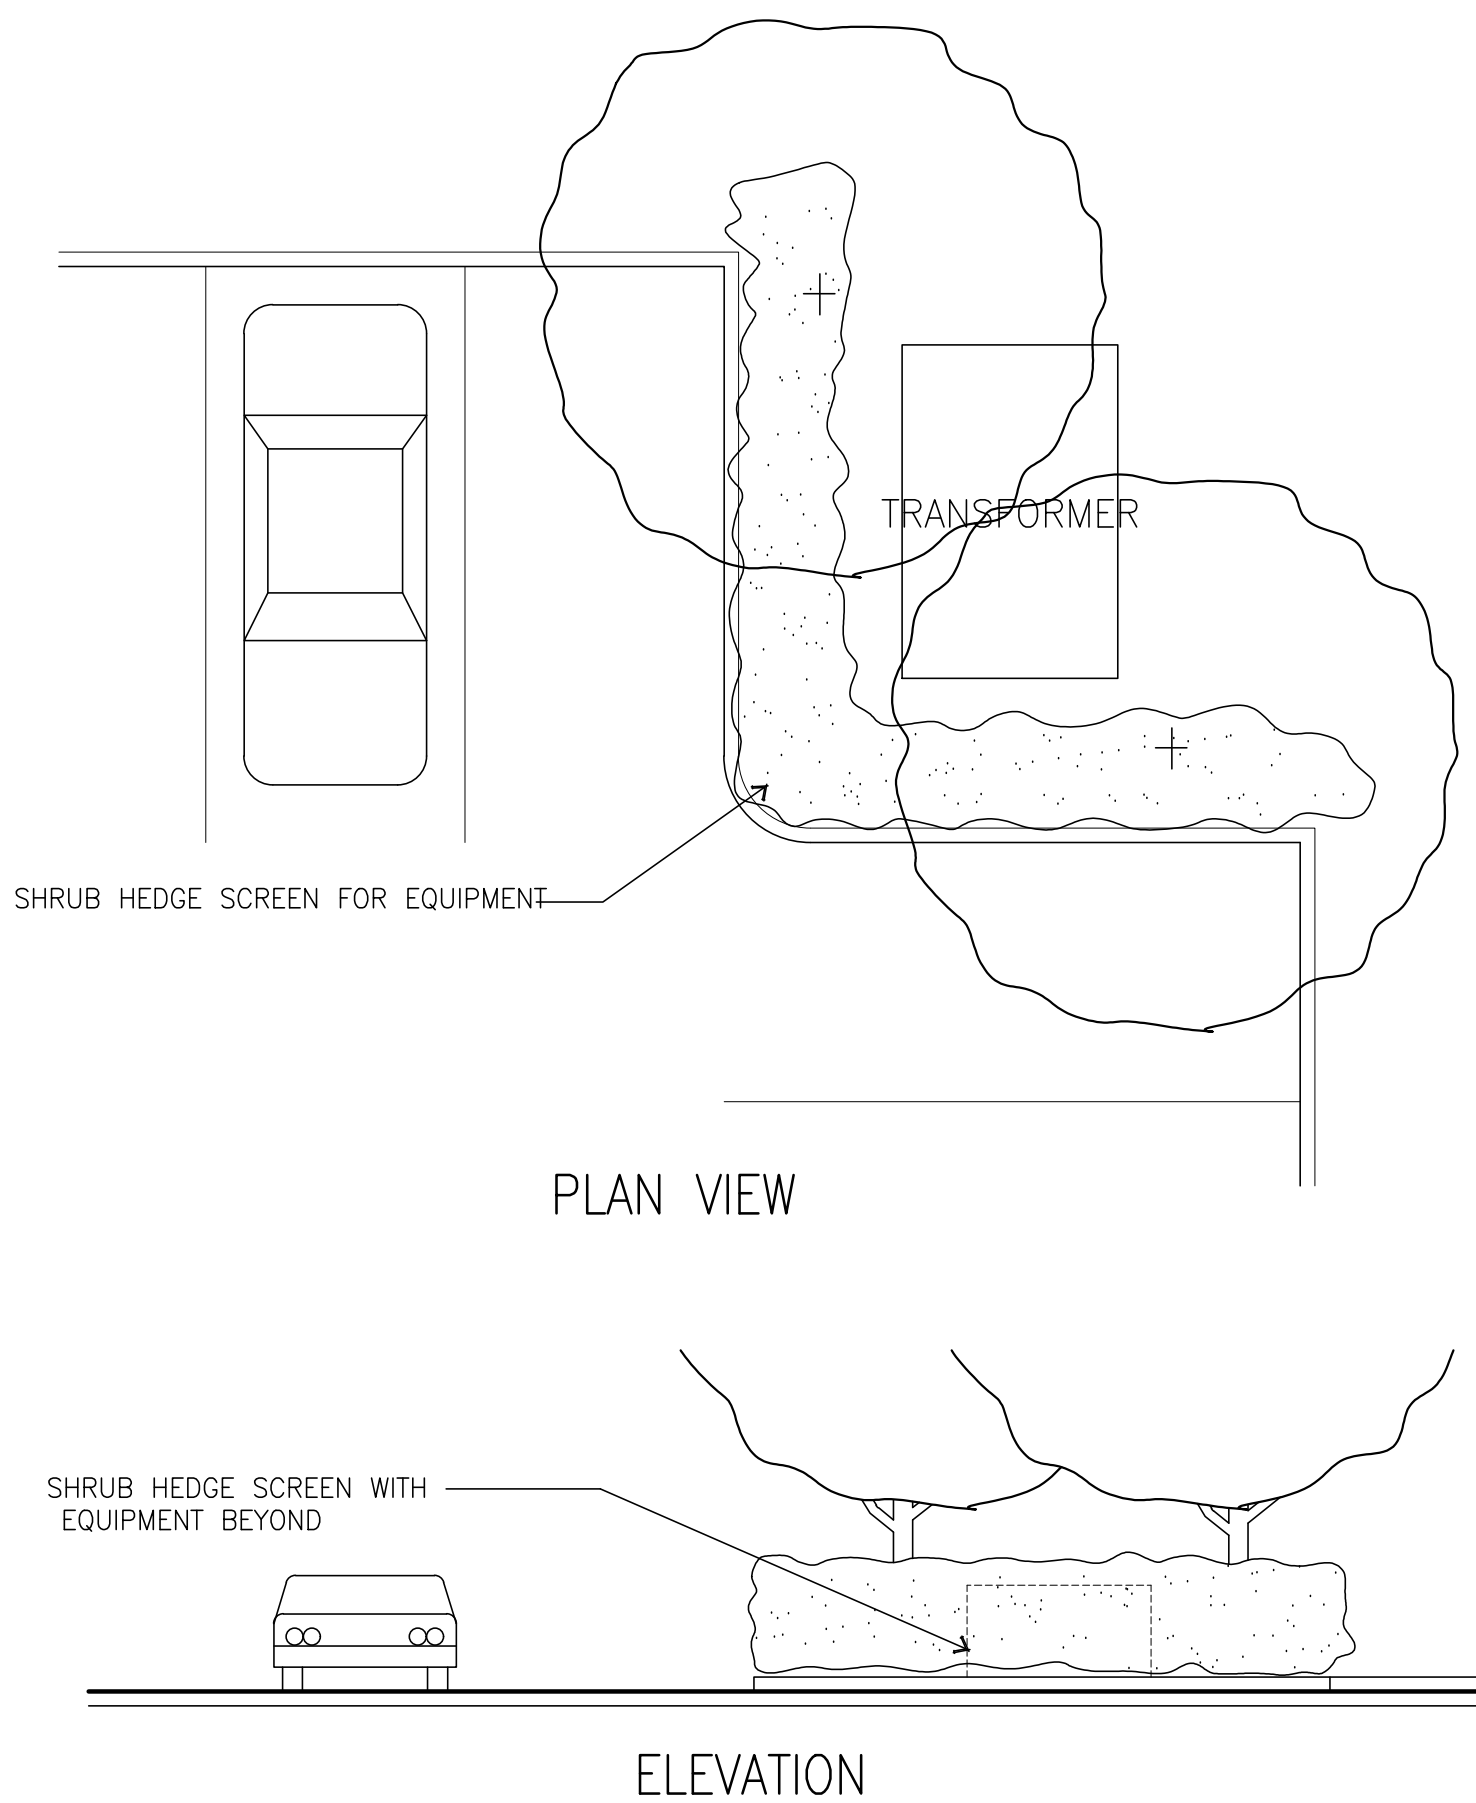 TRANSFORMER
SHRUB HEDGE SCREEN FOR EQUIPMENT
PLAN VIEW
SHRUB HEDGE SCREEN WITH
EQUIPMENT BEYOND
ELEVATION